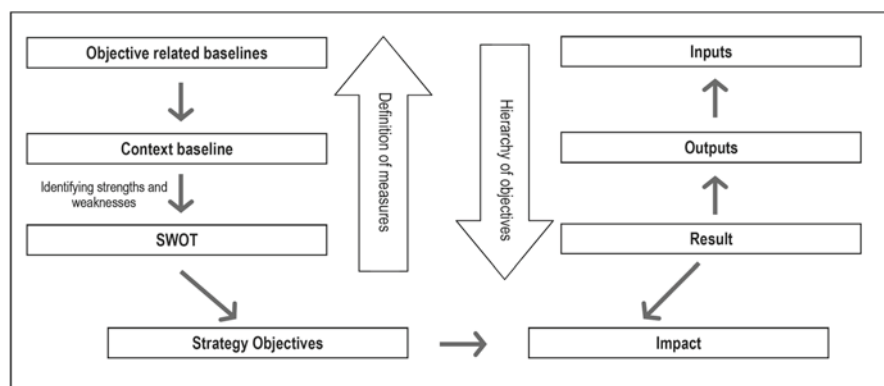 Objective related baselines
Context baseline
Identifying strengths and
weaknesses
SWOT
Strategy Objectives
Definition of measures
Hierarchy of objectives
Inputs
Outputs
Result
Impact